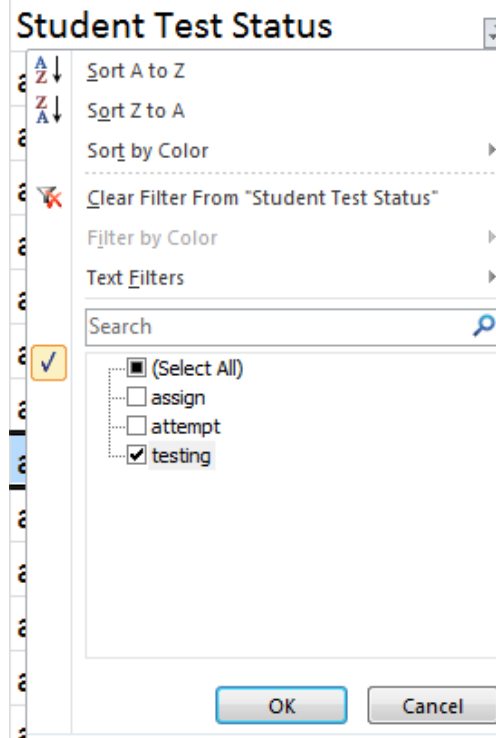 Student Test Status
Sort A to Z
Sort Z to A
Sort by Color
Clear Filter From "Student Test Status"
Filter by Color
Text Filters
Search
(Select All)
assign
attempt
testing
OK
Cancel